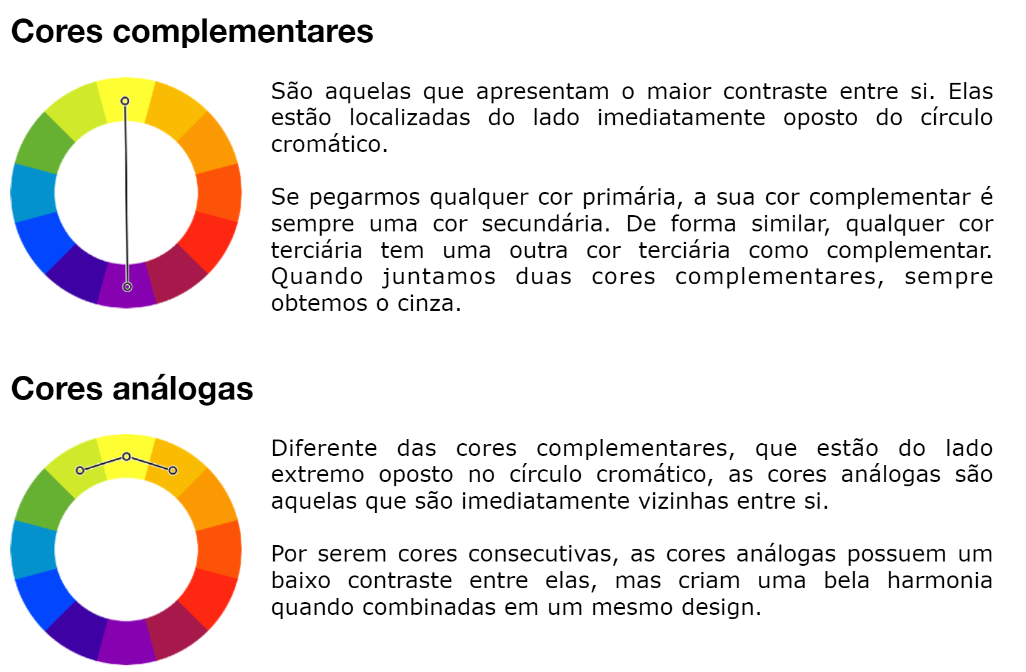 Cores complementares
São aquelas que apresentam o maior contraste entre si. Elas
estão localizadas do lado imediatamente oposto do círculo
cromático.
Se pegarmos qualquer cor primária, a sua cor complementar é
sempre uma cor secundária. De forma similar, qualquer cor
terciária tem uma outra cor terciária como complementar.
Quando juntamos duas cores complementares, sempre
obtemos o cinza.
Cores análogas
Diferente das cores complementares, que estão do lado
extremo oposto no círculo cromático, as cores análogas são
aquelas que são imediatamente vizinhas entre si.
Por serem cores consecutivas, as cores análogas possuem um
baixo contraste entre elas, mas criam uma bela harmonia
quando combinadas em um mesmo design.